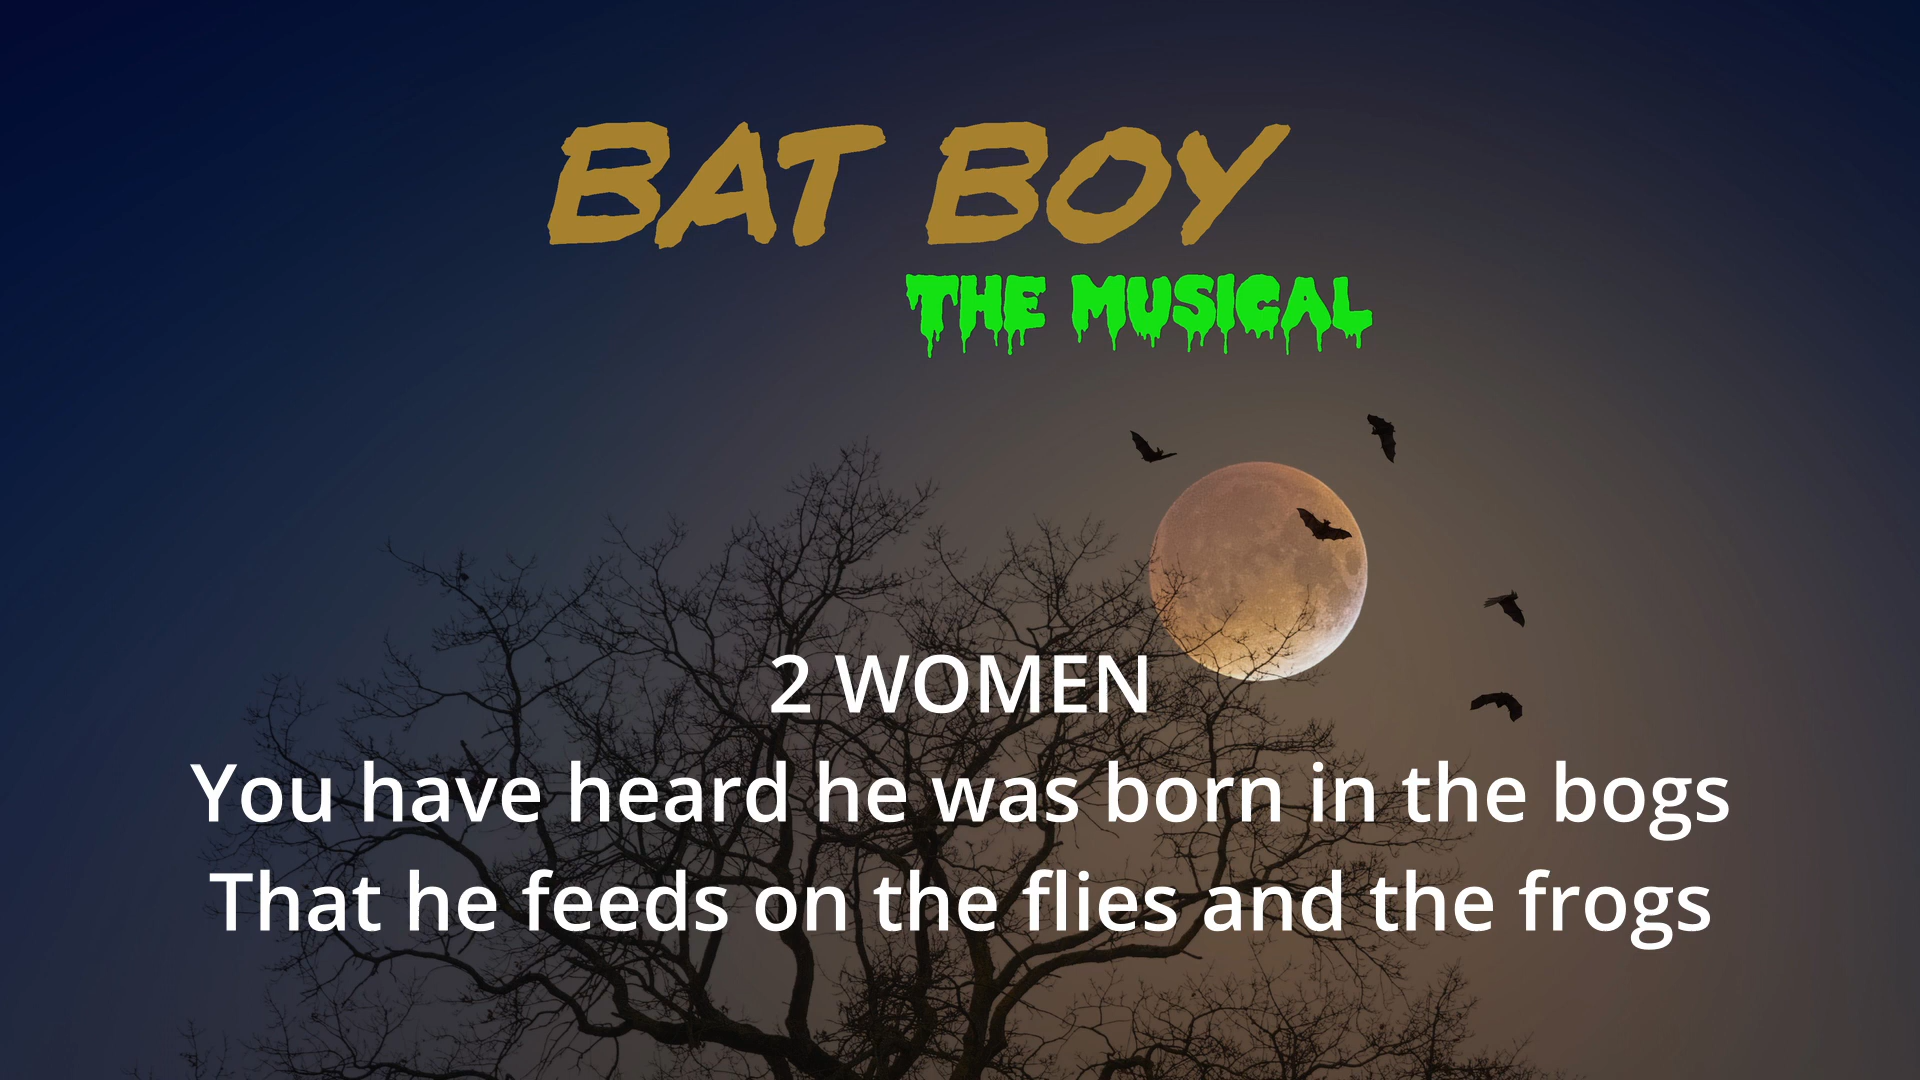 BAT BOY
THE MUSICAL
2 WOMEN
You have heard he was born in the bogs
That he feeds on the flies and the frogs